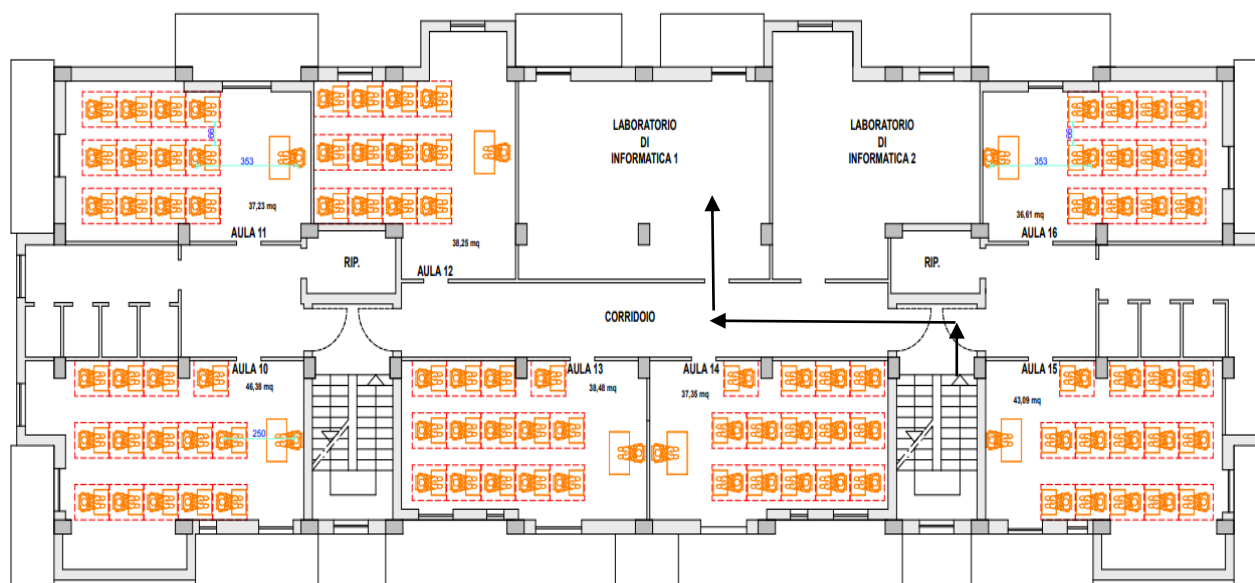 LABORATORIO
DI
INFORMATICA 1
LABORATORIO
DI
INFORMATICA 2
66
353
37,23 mq
AULA 11
38,25 mq
AULA 12
RIP.
66
353
36,61 mq
AULA 16
RIP.
CORRIDOIO
AULA 10
46,38 mq
250
AULA 13
38,48 mq
AULA 14
37,35 mq
AULA 15
43,09 mq